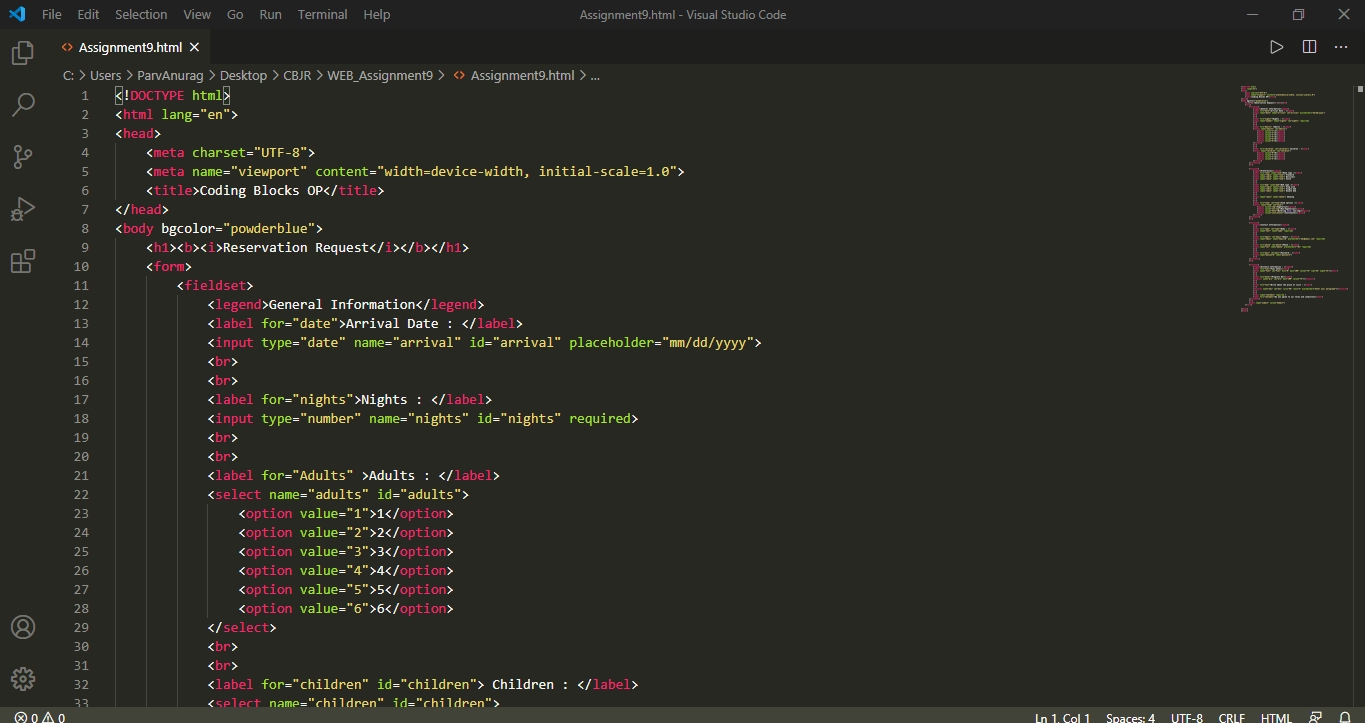 File Edit Selection View Go Run Terminal Help Assignment9.html - Visual Studio Code
Assignment9.html
C: > Users > ParvAnurag > Desktop > CBJR > WEB_Assignment9 > Assignment9.html > ...
1 <!DOCTYPE html>
2 <html lang="en">
3 <head>
4 <meta charset="UTF-8">
5 <meta name="viewport" content="width=device-width, initial-scale=1.0">
6 <title>Coding Blocks OP</title>
7 </head>
8 <body bgcolor="powderblue">
9 <h1><b><i>Reservation Request</i></b></h1>
10 <form>
11 <fieldset>
12 <legend>General Information</legend>
13 <label for="date">Arrival Date : </label>
14 <input type="date" name="arrival" id="arrival" placeholder="mm/dd/yyyy">
15 <br>
16 <br>
17 <label for="nights">Nights : </label>
18 <input type="number" name="nights" id="nights" required>
19 <br>
20 <br>
21 <label for="Adults" >Adults : </label>
22 <select name="adults" id="adults">
23 <option value="1">1</option>
24 <option value="2">2</option>
25 <option value="3">3</option>
26 <option value="4">4</option>
27 <option value="5">5</option>
28 <option value="6">6</option>
29 </select>
30 <br>
31 <br>
32 <label for="children" id="children"> Children : </label>
33 <select name="children" id="children">
0 0 Ln 1, Col 1 Spaces: 4 UTF-8 CRLF HTML